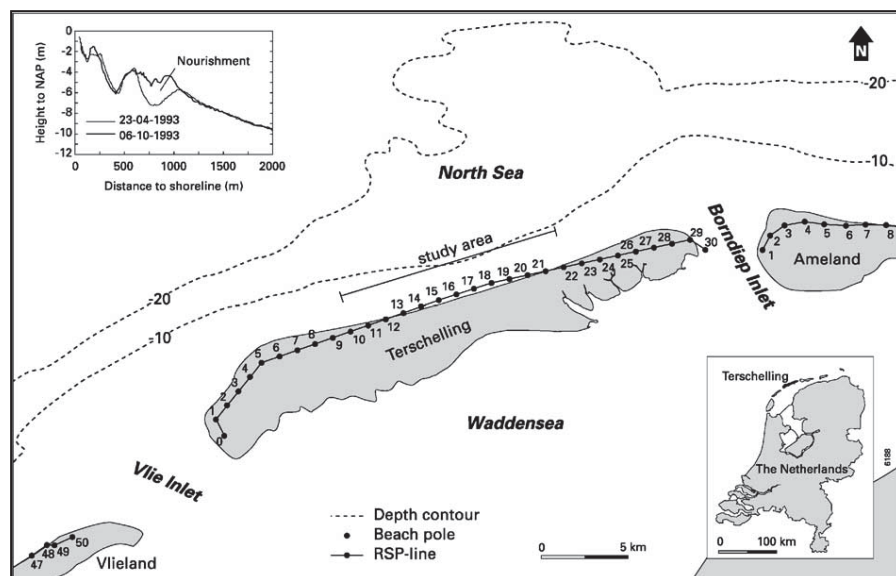 0
-2
-4
-6
-8
-10
-12
Height to NAP (m)
Nourishment
23-04-1993
06-10-1993
0 500 1000 1500 2000
Distance to shoreline (m)
N
-20
-10
North Sea
study area
Borndiep Inlet
-20
-10
0 1 2 3 4 5 6 7 8 9 10 11 12 13 14 15 16 17 18 19 20 21 22 23 24 25 26 27 28 29 30
Terschelling
1 2 3 4 5 6 7 8
Ameland
Waddensea
Vlie Inlet
47 48 49 50
Vlieland
Depth contour
Beach pole
RSP-line
0 5 km
Terschelling
The Netherlands
0 100 km
6188